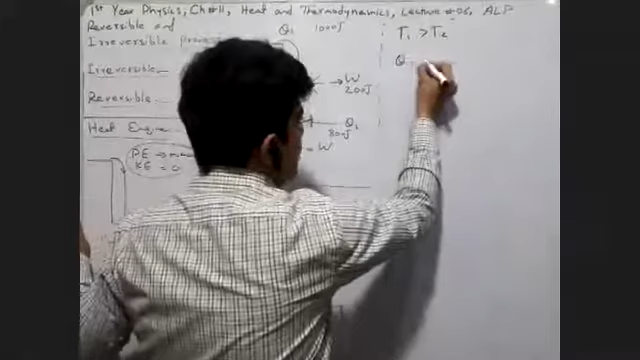 1st Year Physics, Ch#11, Heat and Thermodynamics, Lecture #06, ALP
Reversible and
Irreversible
Irreversible
Reversible
Heat Engine
PE →
KE = 0
Q₁ 1000J
→ W
200J
Q₂
800J
= W
T₁ > T₂
Q